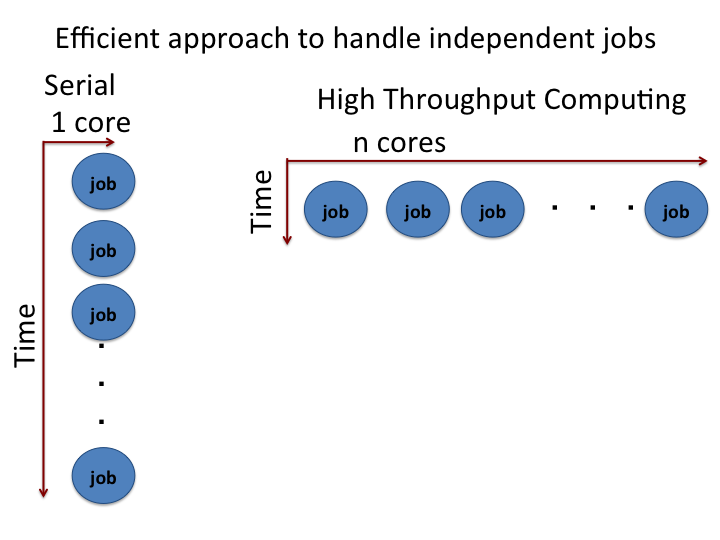 Efficient approach to handle independent jobs
Serial
1 core
Time
job
job
job
.
.
.
job
High Throughput Computing
n cores
Time
job job job . . . job